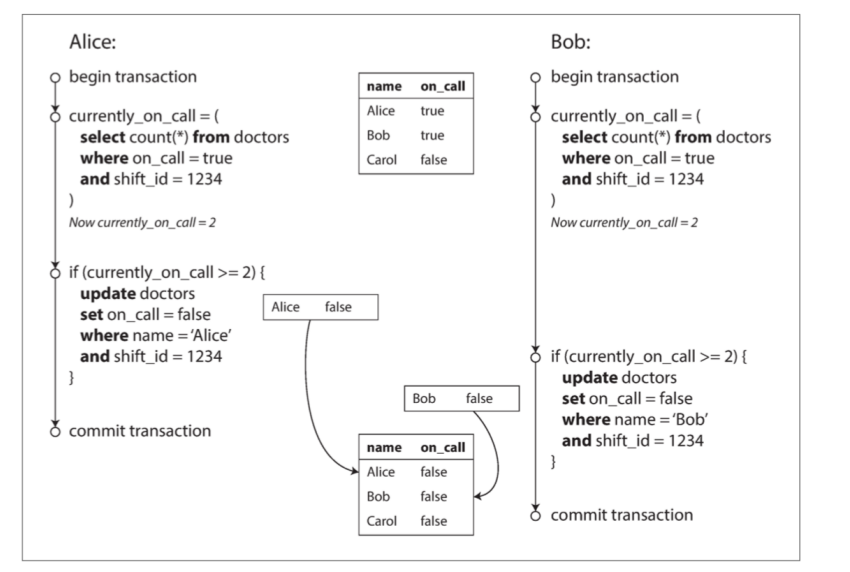 Alice:
begin transaction
currently_on_call = (
select count(*) from doctors
where on_call = true
and shift_id = 1234
)
Now currently_on_call = 2
if (currently_on_call >= 2) {
update doctors
set on_call = false
where name = ‘Alice’
and shift_id = 1234
}
commit transaction
name on_call
Alice true
Bob true
Carol false
Alice false
Bob false
name on_call
Alice false
Bob false
Carol false
Bob:
begin transaction
currently_on_call = (
select count(*) from doctors
where on_call = true
and shift_id = 1234
)
Now currently_on_call = 2
if (currently_on_call >= 2) {
update doctors
set on_call = false
where name = ‘Bob’
and shift_id = 1234
}
commit transaction